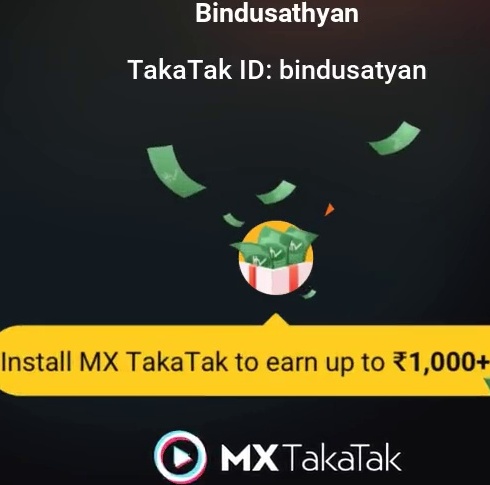 Bindusathyan
TakaTak ID: bindusatyan
Install MX TakaTak to earn up to ₹1,000+
MX TakaTak